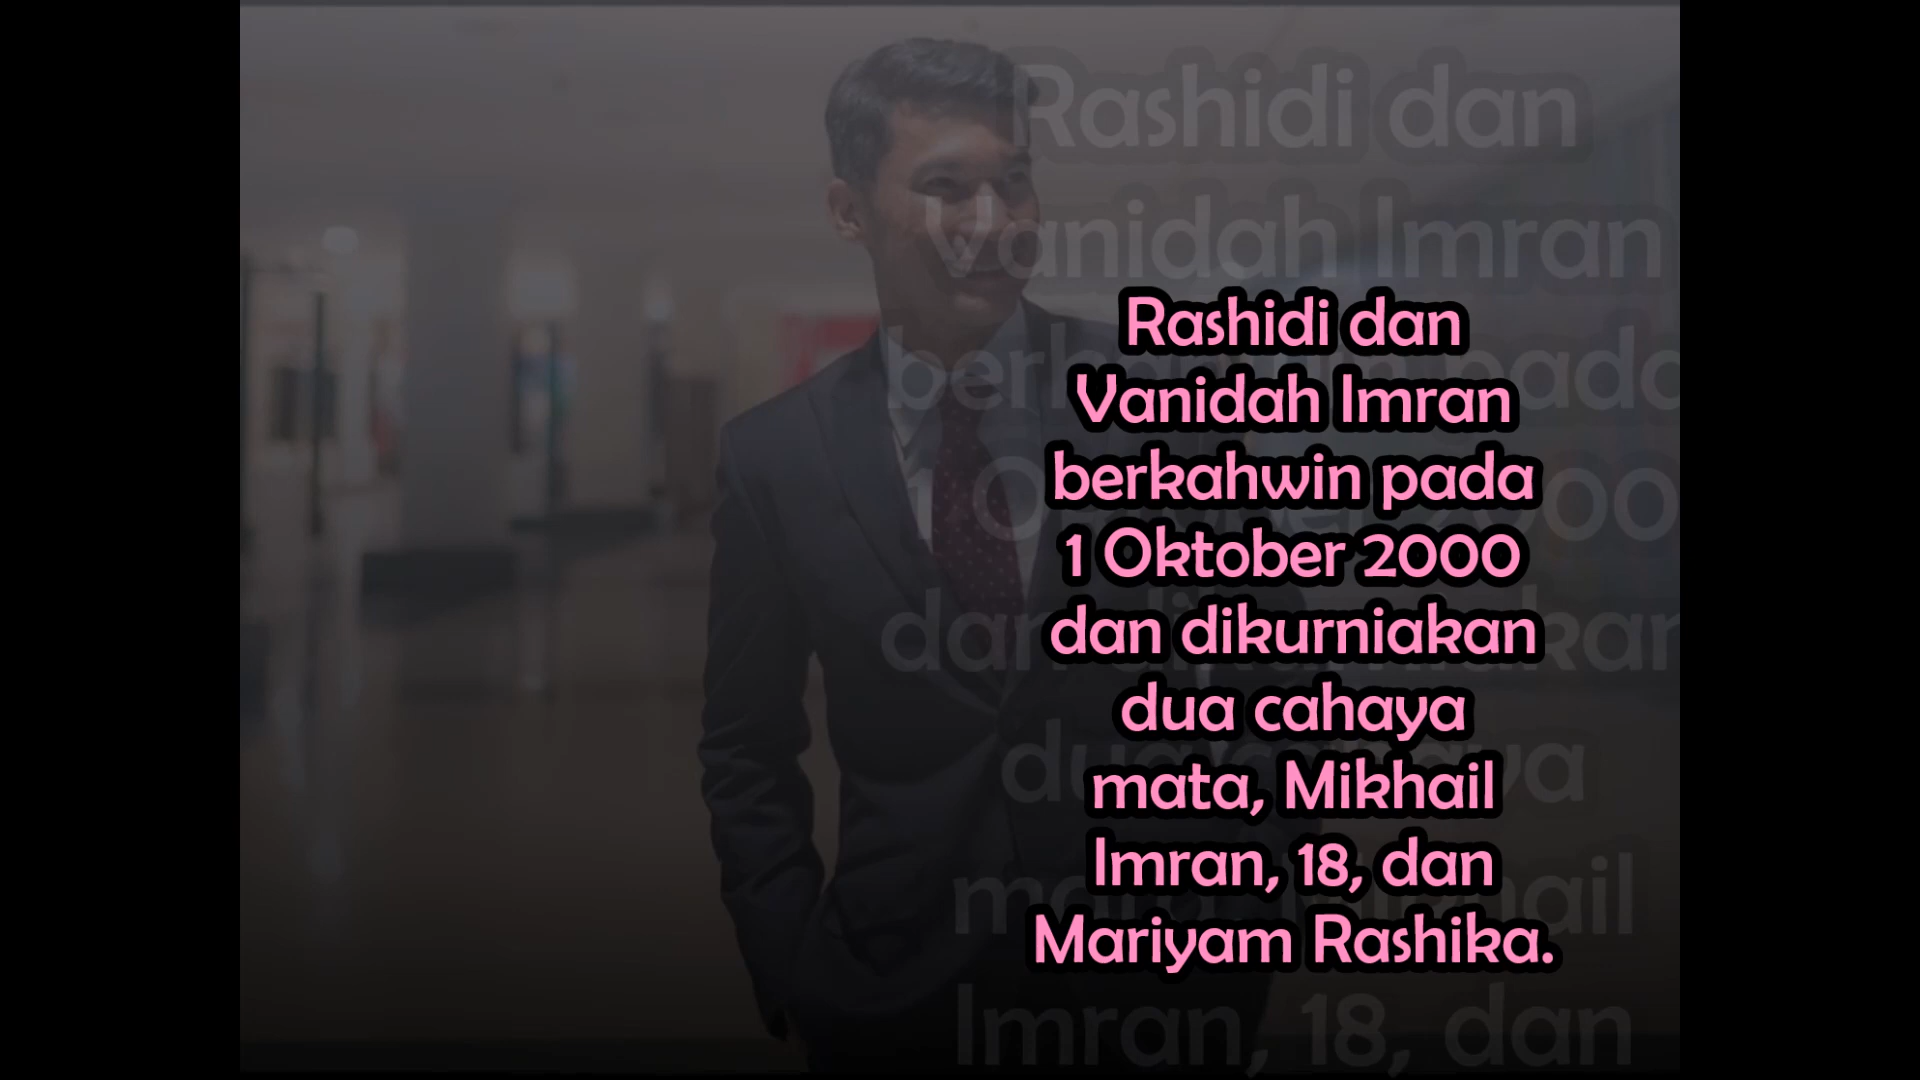 Rashidi dan
Vanidah Imran
berkahwin pada
1 Oktober 2000
dan dikurniakan
dua cahaya
mata, Mikhail
Imran, 18, dan
Mariyam Rashika.